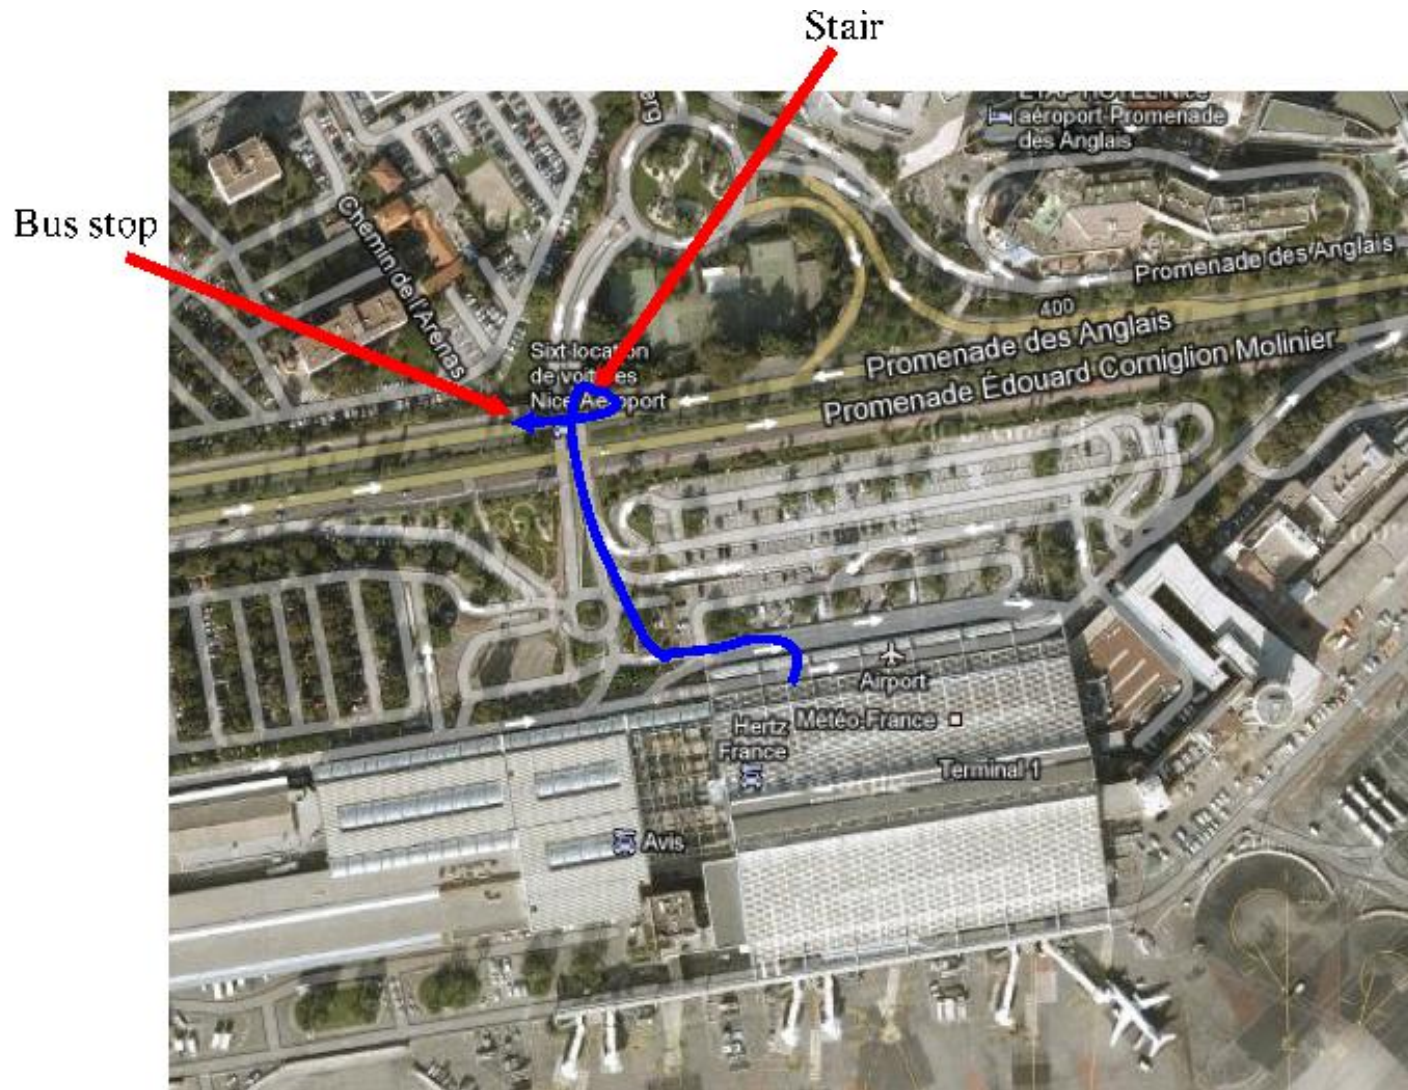 Stair
aéroport Promenade
des Anglais
Bus stop
Chemin de l'Arenas
Promenade des Anglais
400
Promenade des Anglais
Promenade Édouard Corniglion Molinier
Sixt location
de voitures
Nice Aéroport
Airport
Météo-France
Hertz
France
Terminal 1
Avis